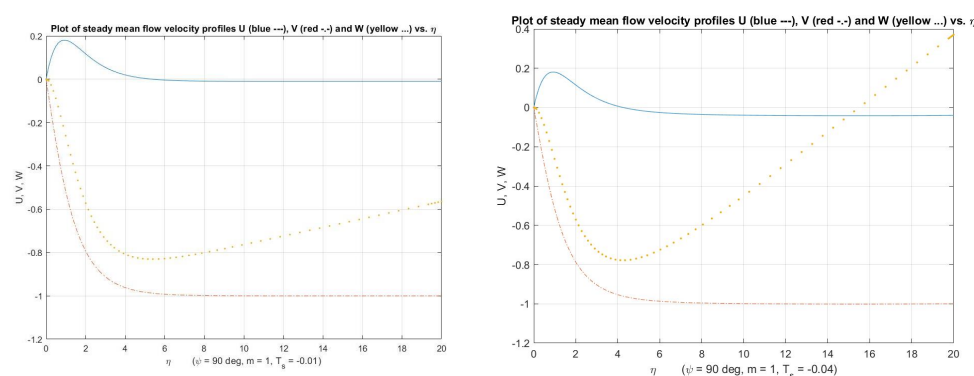 Plot of steady mean flow velocity profiles U (blue ---), V (red -.-) and W (yellow ...) vs. η
0.2
0
-0.2
-0.4
-0.6
-0.8
-1
-1.2
U, V, W
0 2 4 6 8 10 12 14 16 18 20
η (ψ = 90 deg, m = 1, T_s = -0.01)
Plot of steady mean flow velocity profiles U (blue ---), V (red -.-) and W (yellow ...) vs. η
0.4
0.2
0
-0.2
-0.4
-0.6
-0.8
-1
-1.2
U, V, W
0 2 4 6 8 10 12 14 16 18 20
η (ψ = 90 deg, m = 1, T_s = -0.04)